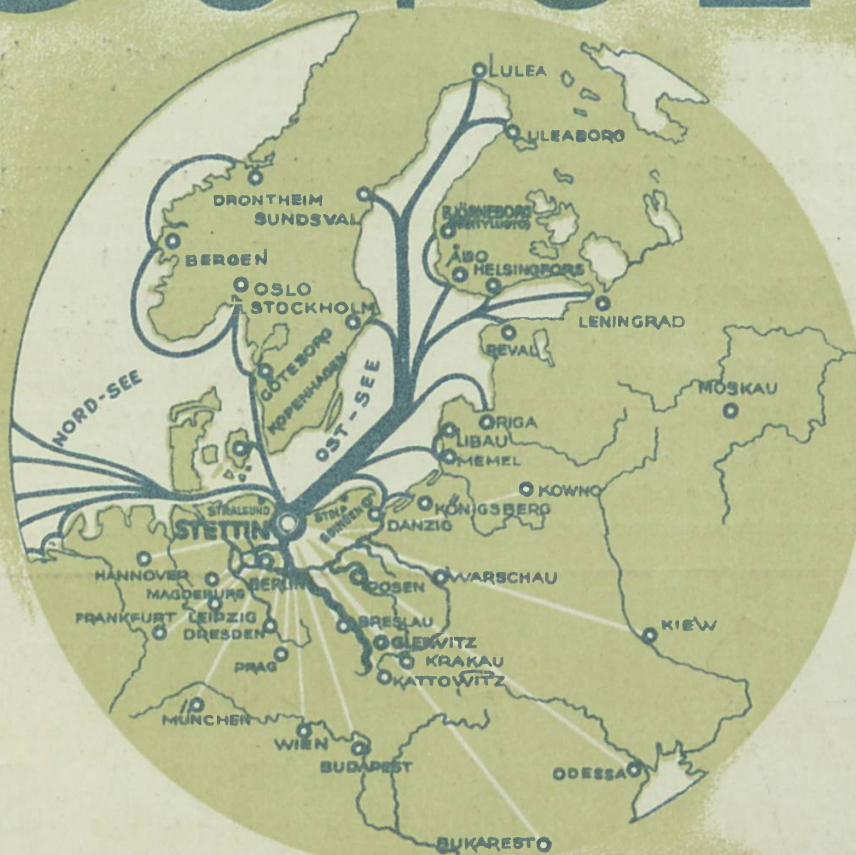 LULEA
ULEABORG
DRONTHEIM
SUNDSVAL
BJÖRNEBORG
BERGEN
ÅBO
HELSINGFORS
OSLO
STOCKHOLM
LENINGRAD
GÖTEBORG
REVAL
KOPENHAGEN
NORD-SEE
OST-SEE
MOSKAU
RIGA
LIBAU
MEMEL
KOWNO
KÖNIGSBERG
STRALSUND
STOLP
STETTIN
GDINGEN
DANZIG
HANNOVER
BERLIN
POSEN
WARSCHAU
MAGDEBURG
FRANKFURT
LEIPZIG
DRESDEN
BRESLAU
KIEW
GLEIWITZ
PRAG
KRAKAU
KATTOWITZ
MÜNCHEN
WIEN
BUDAPEST
ODESSA
BUKAREST